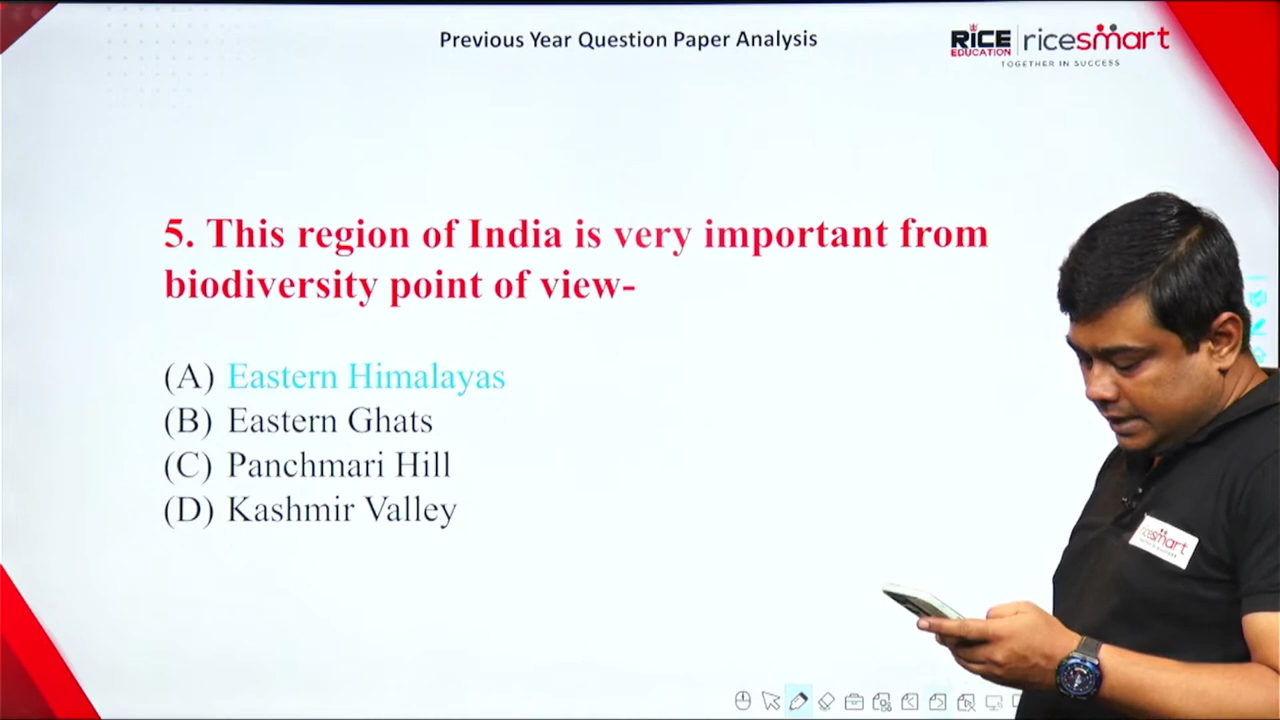 Previous Year Question Paper Analysis
RICE EDUCATION | ricesmart
TOGETHER IN SUCCESS
5. This region of India is very important from
biodiversity point of view-
(A) Eastern Himalayas
(B) Eastern Ghats
(C) Panchmari Hill
(D) Kashmir Valley
ricesmart